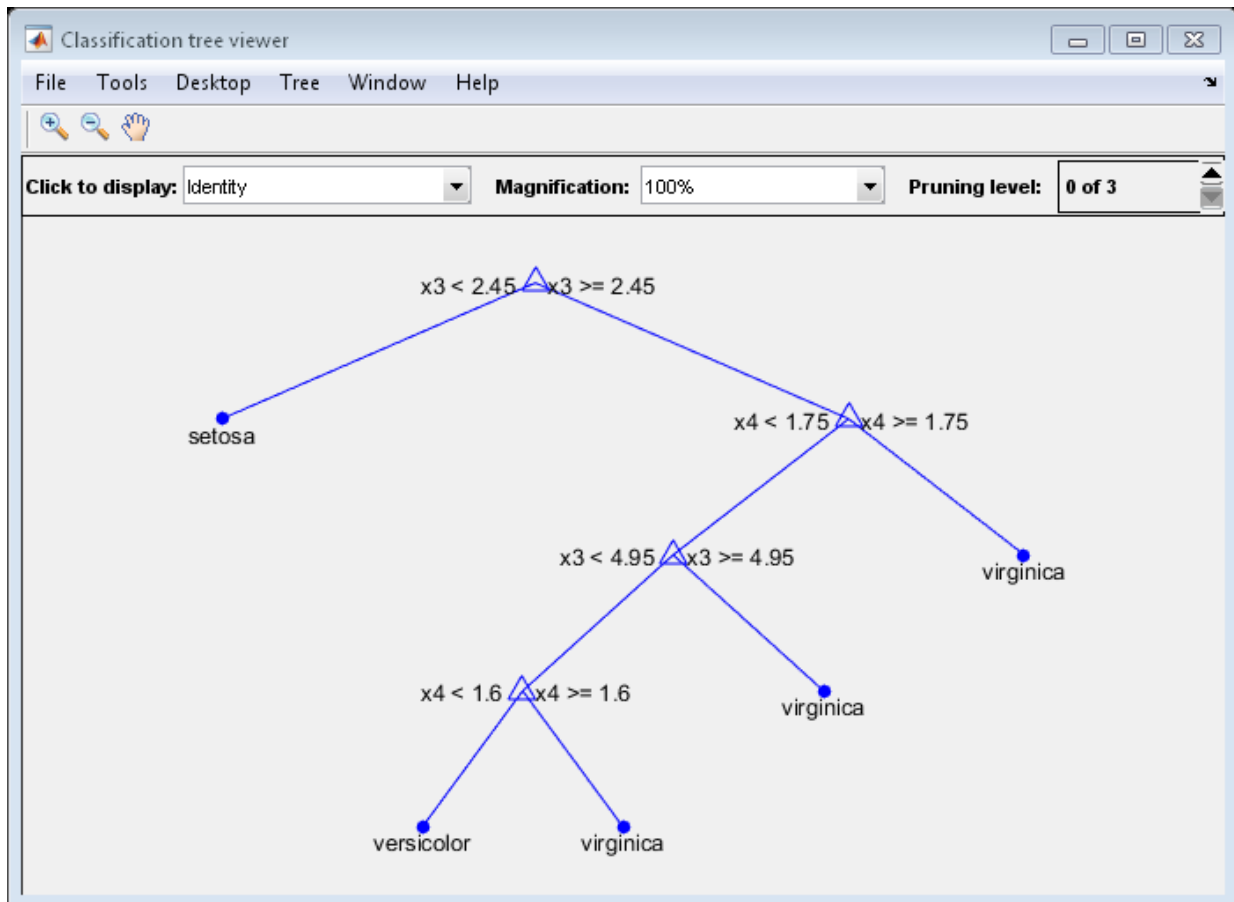 Classification tree viewer
File Tools Desktop Tree Window Help
Click to display: Identity Magnification: 100% Pruning level: 0 of 3
x3 < 2.45 x3 >= 2.45
setosa
x4 < 1.75 x4 >= 1.75
x3 < 4.95 x3 >= 4.95
virginica
x4 < 1.6 x4 >= 1.6
virginica
versicolor virginica